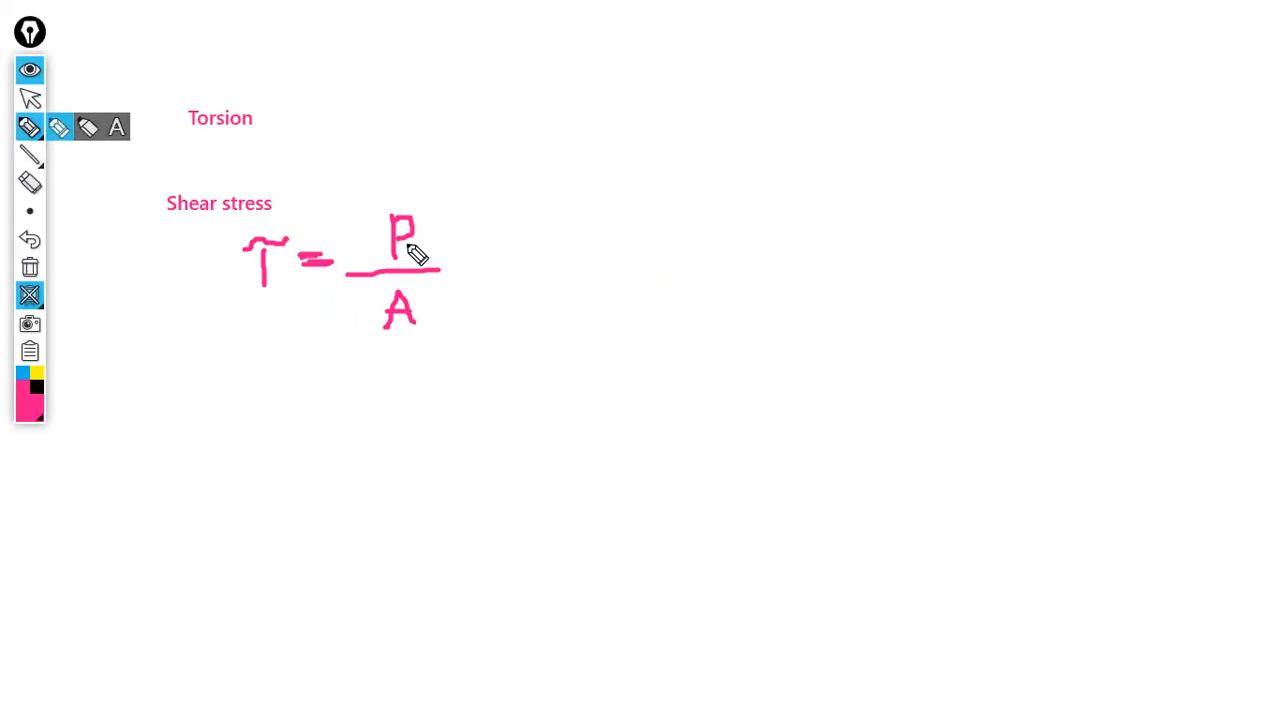 A
Torsion
Shear stress
τ = P
A